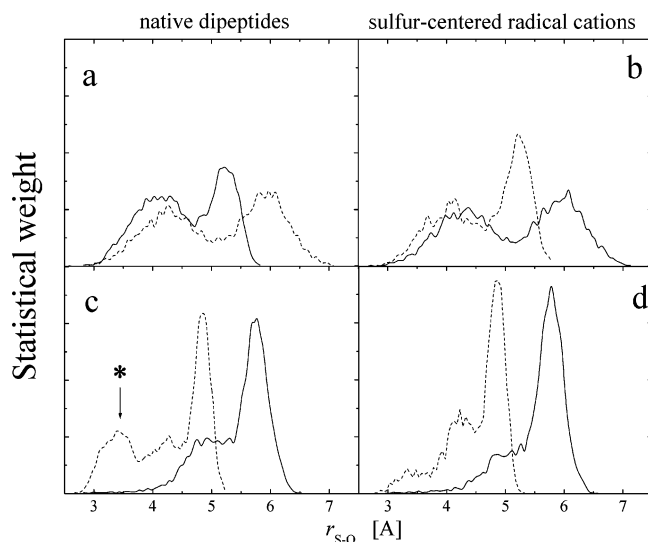 native dipeptides
sulfur-centered radical cations
a
b
Statistical weight
c
*
d
3 4 5 6 7 3 4 5 6 7
r S-O [A]